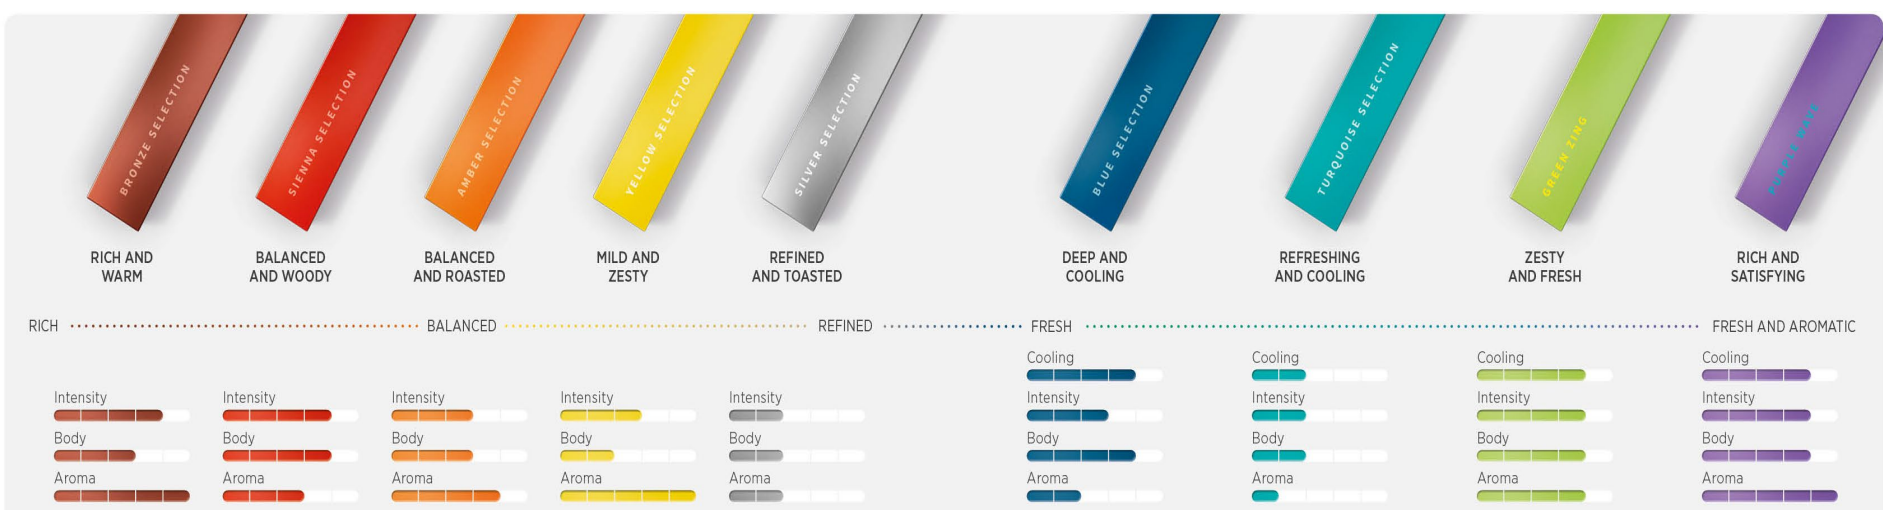 BRONZE SELECTION
SIENNA SELECTION
AMBER SELECTION
YELLOW SELECTION
SILVER SELECTION
BLUE SELECTION
TURQUOISE SELECTION
GREEN ZING
PURPLE WAVE
RICH AND
WARM
BALANCED
AND WOODY
BALANCED
AND ROASTED
MILD AND
ZESTY
REFINED
AND TOASTED
DEEP AND
COOLING
REFRESHING
AND COOLING
ZESTY
AND FRESH
RICH AND
SATISFYING
RICH BALANCED REFINED FRESH FRESH AND AROMATIC
Cooling Cooling Cooling Cooling
Intensity Intensity Intensity Intensity Intensity Intensity Intensity Intensity Intensity
Body Body Body Body Body Body Body Body Body
Aroma Aroma Aroma Aroma Aroma Aroma Aroma Aroma Aroma